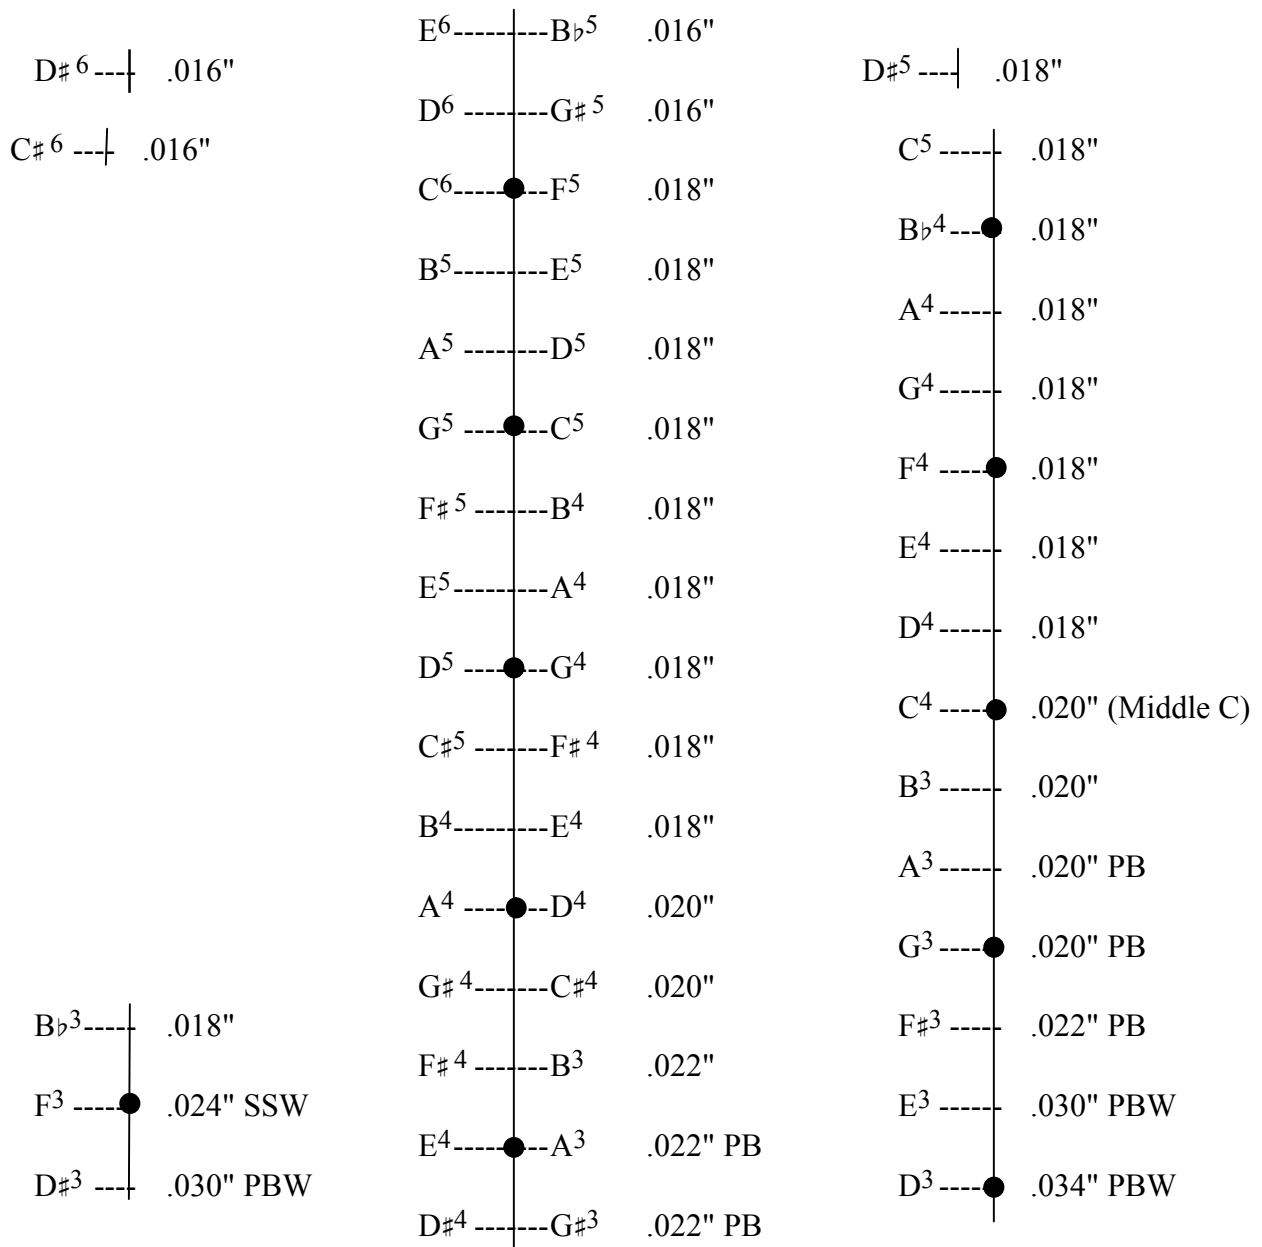 D♯6 ---- .016"
C♯6 --- .016"
B♭3 ----- .018"
F3 ----- .024" SSW
D♯3 ---- .030" PBW
E6---------B♭5 .016"
D6 --------G♯5 .016"
C6---------F5 .018"
B5---------E5 .018"
A5 --------D5 .018"
G5 --------C5 .018"
F♯5 -------B4 .018"
E5---------A4 .018"
D5 --------G4 .018"
C♯5 -------F♯4 .018"
B4---------E4 .018"
A4 --------D4 .020"
G♯4-------C♯4 .020"
F♯4 -------B3 .022"
E4---------A3 .022" PB
D♯4 -------G♯3 .022" PB
D♯5 ---- .018"
C5------ .018"
B♭4----- .018"
A4 ------ .018"
G4------ .018"
F4 ------ .018"
E4 ------ .018"
D4------ .018"
C4------ .020" (Middle C)
B3 ------ .020"
A3------ .020" PB
G3------ .020" PB
F♯3 ----- .022" PB
E3------ .030" PBW
D3------ .034" PBW